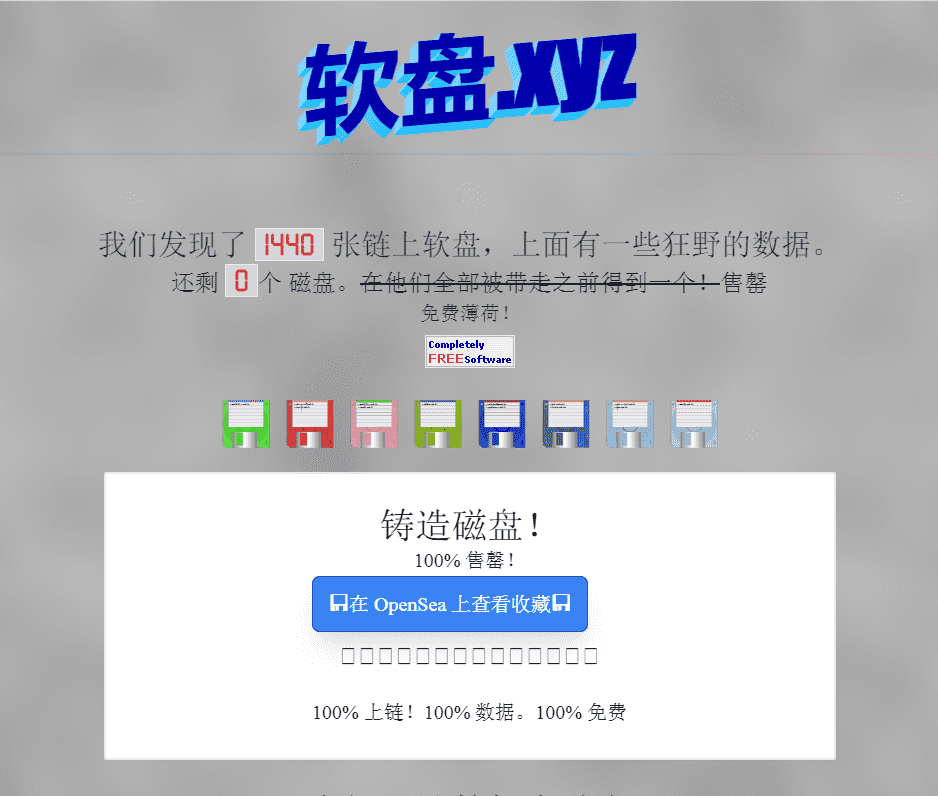 软盘.xyz
我们发现了 1440 张链上软盘，上面有一些狂野的数据。
还剩 0 个 磁盘。在他们全部被带走之前得到一个！售罄
免费薄荷！
Completely
FREE Software
铸造磁盘！
100% 售罄！
在 OpenSea 上查看收藏
100% 上链！100% 数据。100% 免费